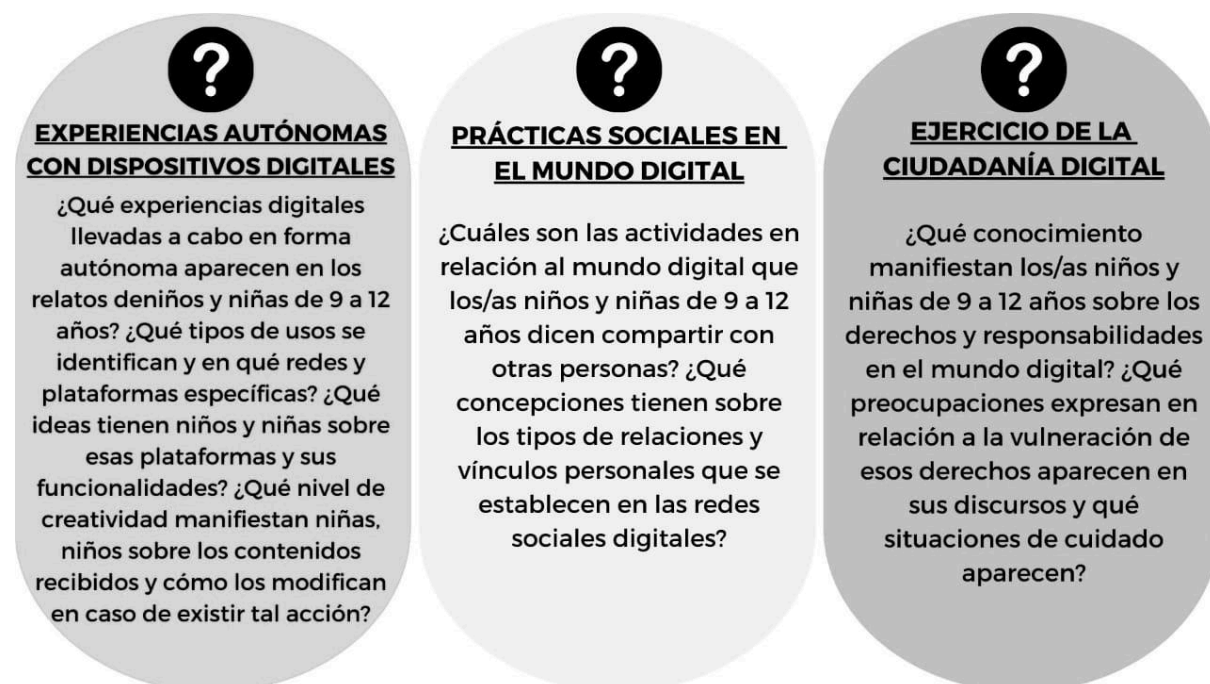 ?
EXPERIENCIAS AUTÓNOMAS
CON DISPOSITIVOS DIGITALES
¿Qué experiencias digitales
llevadas a cabo en forma
autónoma aparecen en los
relatos deniños y niñas de 9 a 12
años? ¿Qué tipos de usos se
identifican y en qué redes y
plataformas específicas? ¿Qué
ideas tienen niños y niñas sobre
esas plataformas y sus
funcionalidades? ¿Qué nivel de
creatividad manifiestan niñas,
niños sobre los contenidos
recibidos y cómo los modifican
en caso de existir tal acción?
?
PRÁCTICAS SOCIALES EN
EL MUNDO DIGITAL
¿Cuáles son las actividades en
relación al mundo digital que
los/as niños y niñas de 9 a 12
años dicen compartir con
otras personas? ¿Qué
concepciones tienen sobre
los tipos de relaciones y
vínculos personales que se
establecen en las redes
sociales digitales?
?
EJERCICIO DE LA
CIUDADANÍA DIGITAL
¿Qué conocimiento
manifiestan los/as niños y
niñas de 9 a 12 años sobre los
derechos y responsabilidades
en el mundo digital? ¿Qué
preocupaciones expresan en
relación a la vulneración de
esos derechos aparecen en
sus discursos y qué
situaciones de cuidado
aparecen?